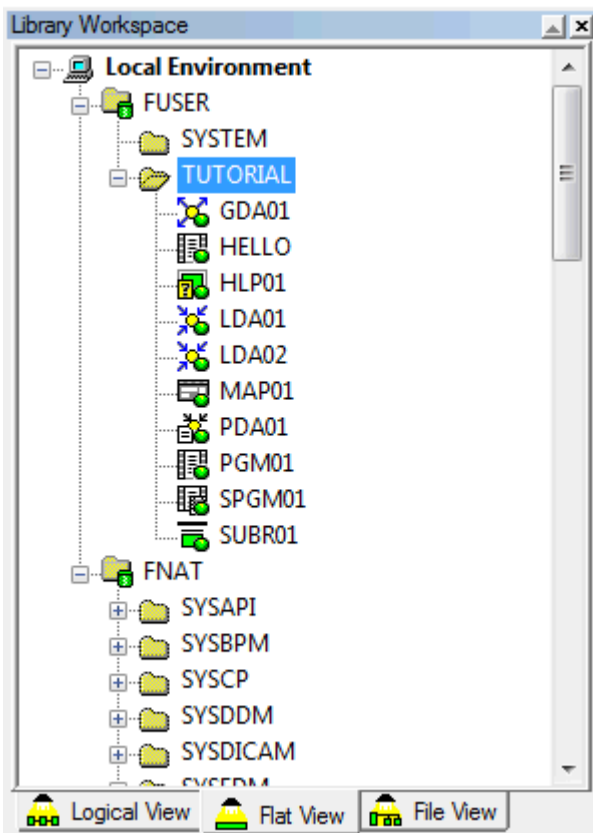 Library Workspace
Local Environment
FUSER
SYSTEM
TUTORIAL
GDA01
HELLO
HLP01
LDA01
LDA02
MAP01
PDA01
PGM01
SPGM01
SUBR01
FNAT
SYSAPI
SYSBPM
SYSCP
SYSDDM
SYSDICAM
Logical View Flat View File View